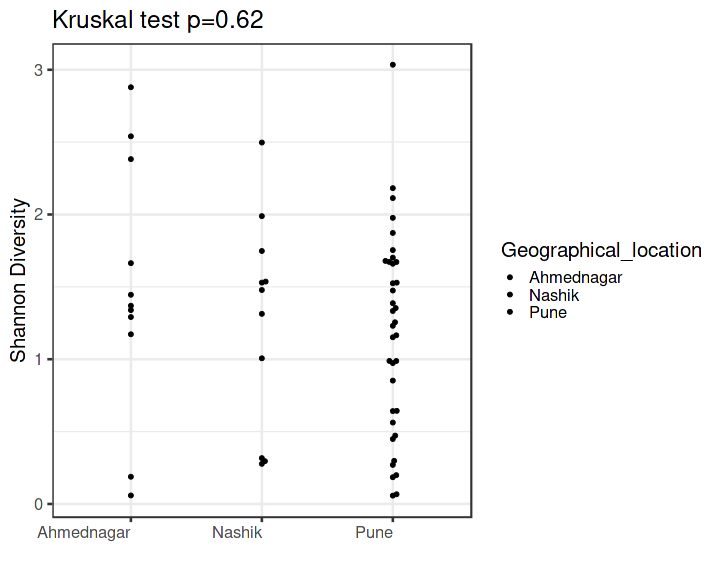 Kruskal test p=0.62
3
2
1
0
Shannon Diversity
Ahmednagar
Nashik
Pune
Geographical_location
Ahmednagar
Nashik
Pune